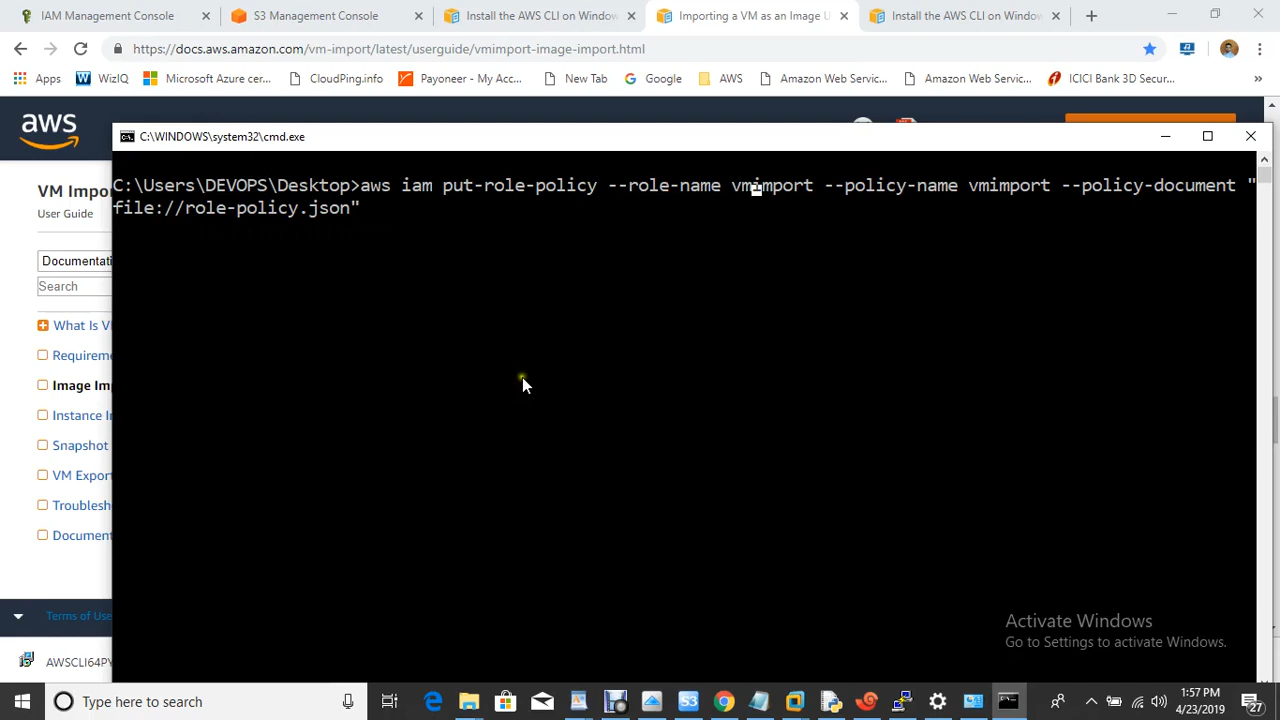 IAM Management Console
S3 Management Console
Install the AWS CLI on Window
Importing a VM as an Image U
Install the AWS CLI on Window
https://docs.aws.amazon.com/vm-import/latest/userguide/vmimport-image-import.html
Apps
WizIQ
Microsoft Azure cer...
CloudPing.info
Payoneer - My Acco...
New Tab
Google
AWS
Amazon Web Servic...
Amazon Web Servic...
ICICI Bank 3D Secur...
aws
C:\WINDOWS\system32\cmd.exe
C:\Users\DEVOPS\Desktop>aws iam put-role-policy --role-name vmimport --policy-name vmimport --policy-document "
file://role-policy.json"
VM Impor
User Guide
Documentati
Search
What Is V
Requireme
Image Im
Instance I
Snapshot
VM Export
Troublesh
Document
Terms of Use
AWSCLI64PY
Activate Windows
Go to Settings to activate Windows.
Type here to search
1:57 PM
4/23/2019
27